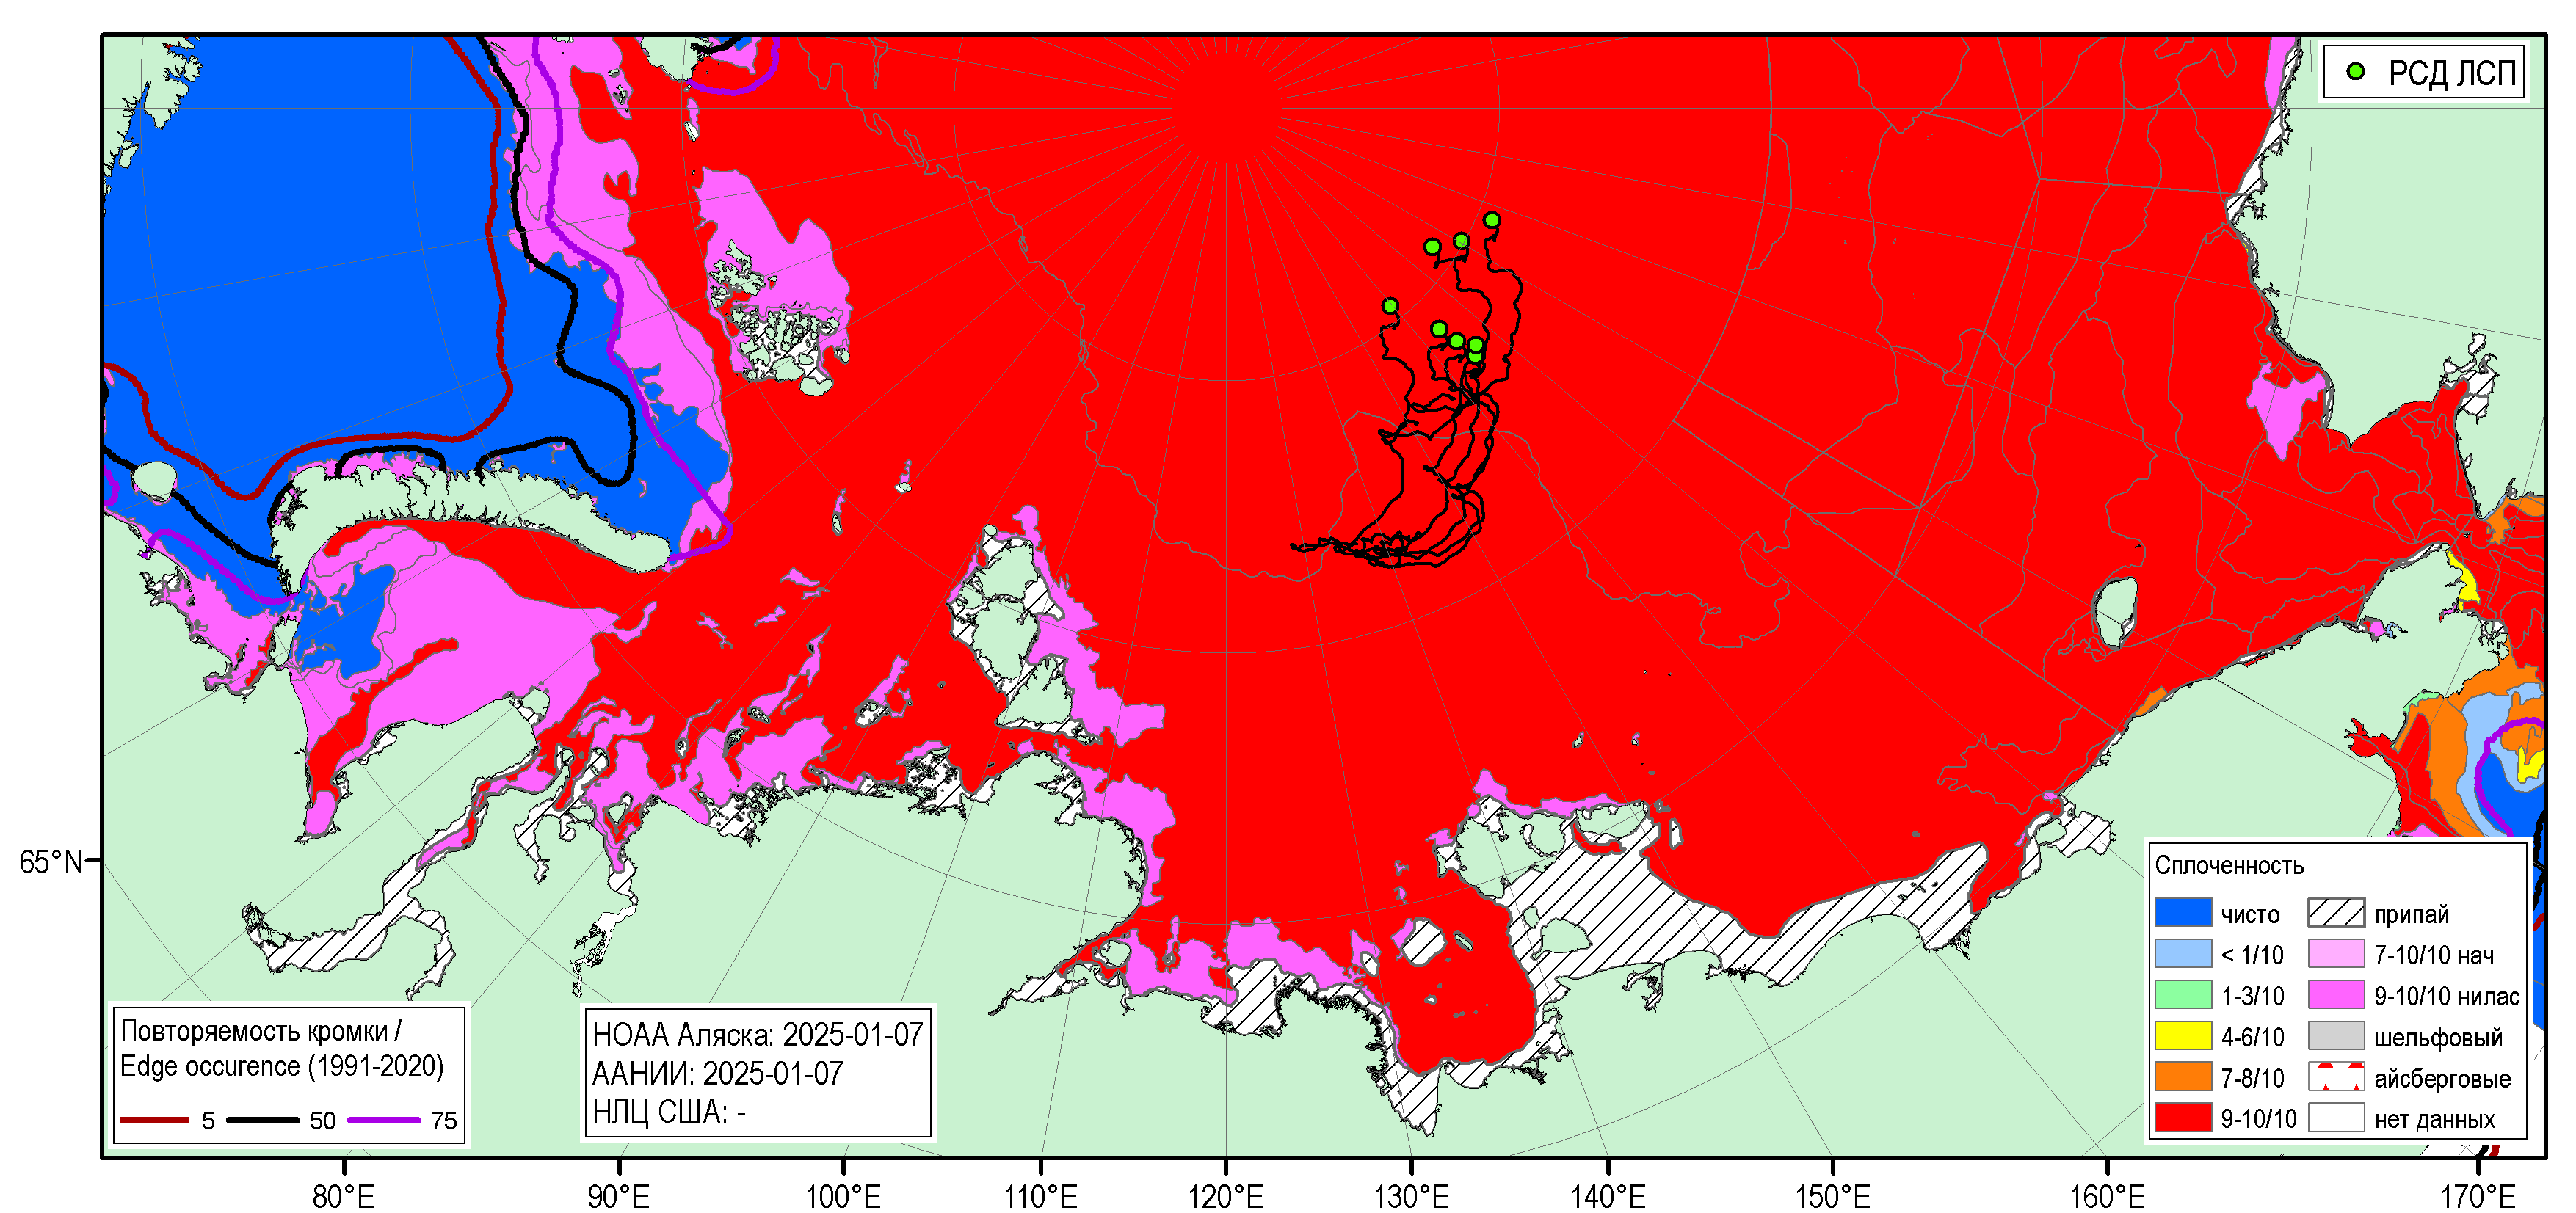 РСД ЛСП
65°N
Сплоченность
чисто
припай
< 1/10
7-10/10 нач
1-3/10
9-10/10 нилас
4-6/10
шельфовый
7-8/10
айсберговые
9-10/10
нет данных
Повторяемость кромки /
Edge occurence (1991-2020)
5 50 75
НОАА Аляска: 2025-01-07
ААНИИ: 2025-01-07
НЛЦ США: -
80°E 90°E 100°E 110°E 120°E 130°E 140°E 150°E 160°E 170°E